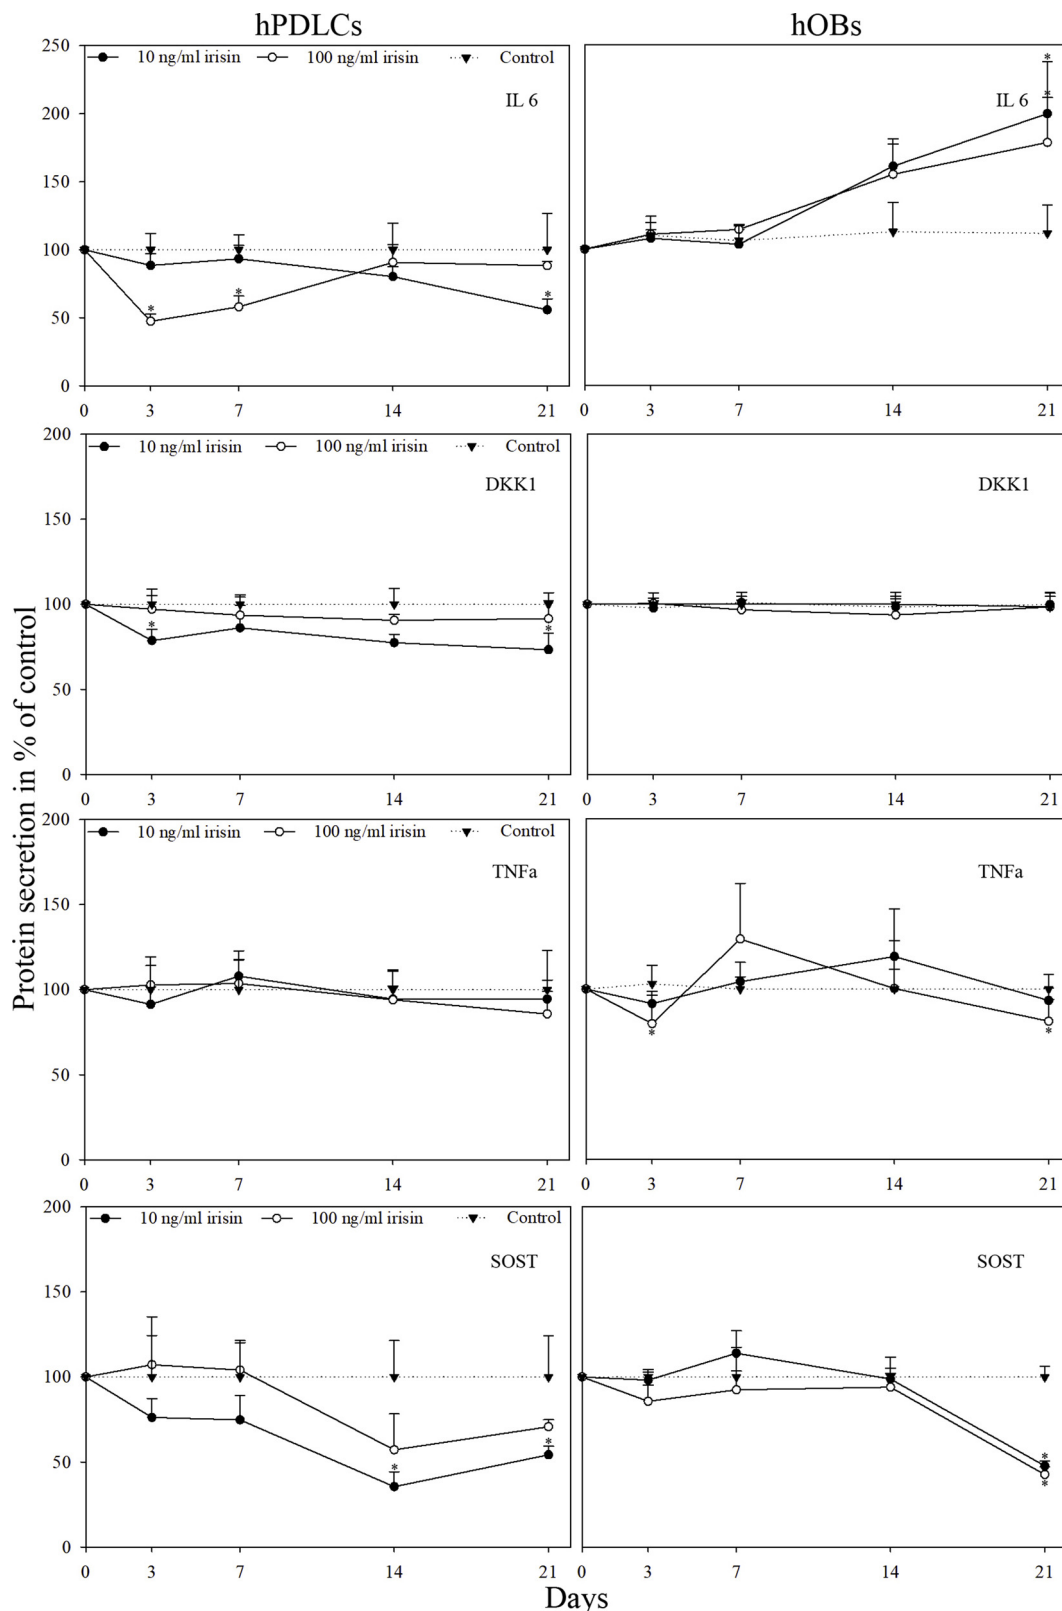 hPDLCs hOBs
250
10 ng/ml irisin 100 ng/ml irisin Control
IL 6 IL 6
*
*
200
150
100
* * *
50
0
0 3 7 14 21 0 3 7 14 21
200
10 ng/ml irisin 100 ng/ml irisin Control
DKK1 DKK1
150
100
* *
50
0
0 3 7 14 21 0 3 7 14 21
200
10 ng/ml irisin 100 ng/ml irisin Control
TNFa TNFa
150
100
* *
50
0
0 3 7 14 21 0 3 7 14 21
200
10 ng/ml irisin 100 ng/ml irisin Control
SOST SOST
150
100
50
* * *
*
0
0 3 7 14 21 0 3 7 14 21
Protein secretion in % of control
Days